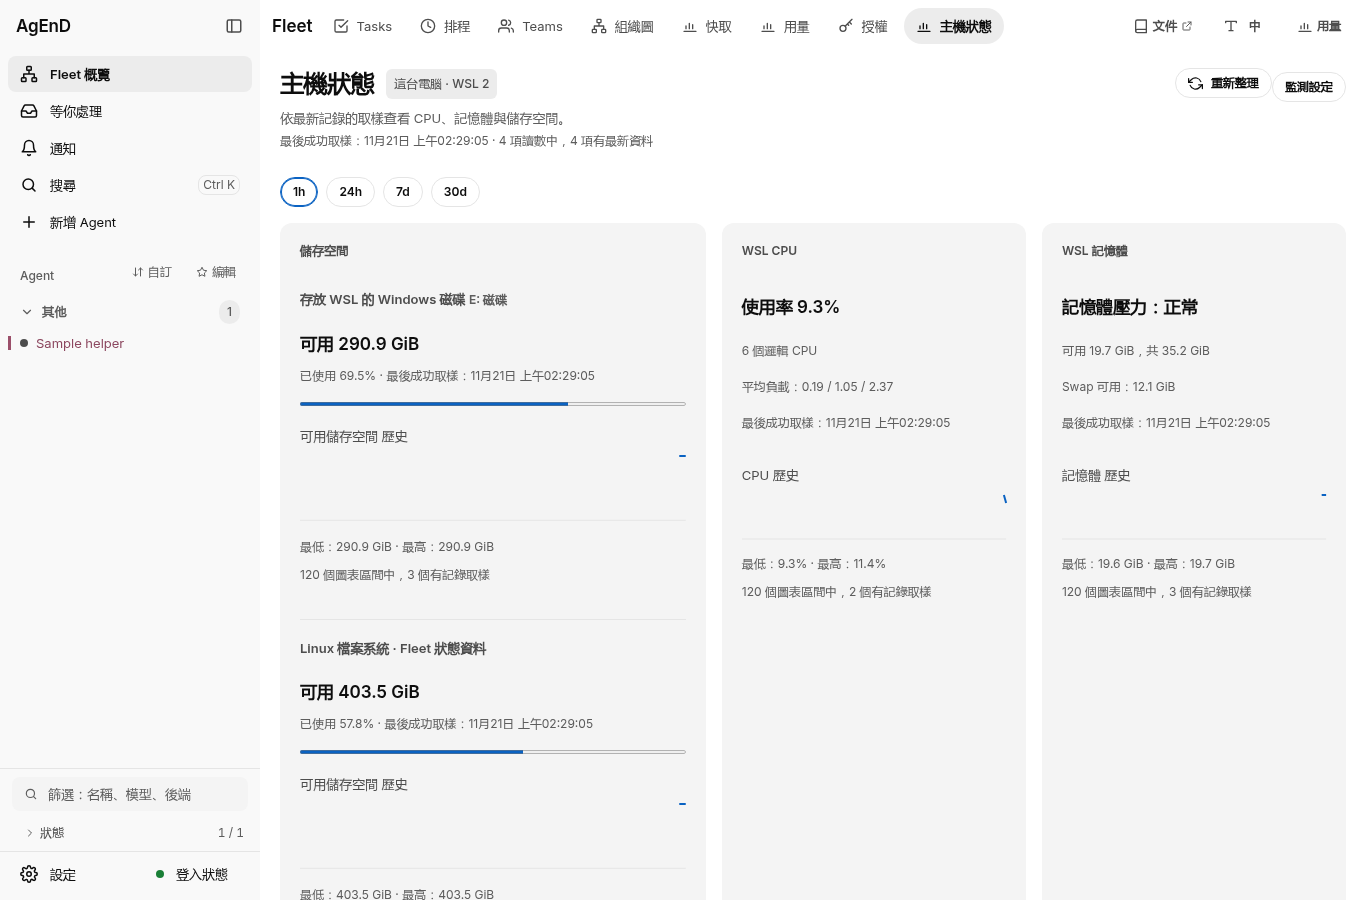 AgEnD
Fleet 概覽
等你處理
通知
搜尋 Ctrl K
新增 Agent
Agent 自訂 編輯
其他 1
Sample helper
篩選：名稱、模型、後端
狀態 1 / 1
設定 登入狀態
Fleet Tasks 排程 Teams 組織圖 快取 用量 授權 主機狀態 文件 中 用量
主機狀態 這台電腦 · WSL 2 重新整理 監測設定
依最新記錄的取樣查看 CPU、記憶體與儲存空間。
最後成功取樣：11月21日 上午02:29:05 · 4 項讀數中，4 項有最新資料
1h 24h 7d 30d
儲存空間
存放 WSL 的 Windows 磁碟 E: 磁碟
可用 290.9 GiB
已使用 69.5% · 最後成功取樣：11月21日 上午02:29:05
可用儲存空間 歷史
最低：290.9 GiB · 最高：290.9 GiB
120 個圖表區間中，3 個有記錄取樣
Linux 檔案系統 · Fleet 狀態資料
可用 403.5 GiB
已使用 57.8% · 最後成功取樣：11月21日 上午02:29:05
可用儲存空間 歷史
最低：403.5 GiB · 最高：403.5 GiB
WSL CPU
使用率 9.3%
6 個邏輯 CPU
平均負載：0.19 / 1.05 / 2.37
最後成功取樣：11月21日 上午02:29:05
CPU 歷史
最低：9.3% · 最高：11.4%
120 個圖表區間中，2 個有記錄取樣
WSL 記憶體
記憶體壓力：正常
可用 19.7 GiB，共 35.2 GiB
Swap 可用：12.1 GiB
最後成功取樣：11月21日 上午02:29:05
記憶體 歷史
最低：19.6 GiB · 最高：19.7 GiB
120 個圖表區間中，3 個有記錄取樣